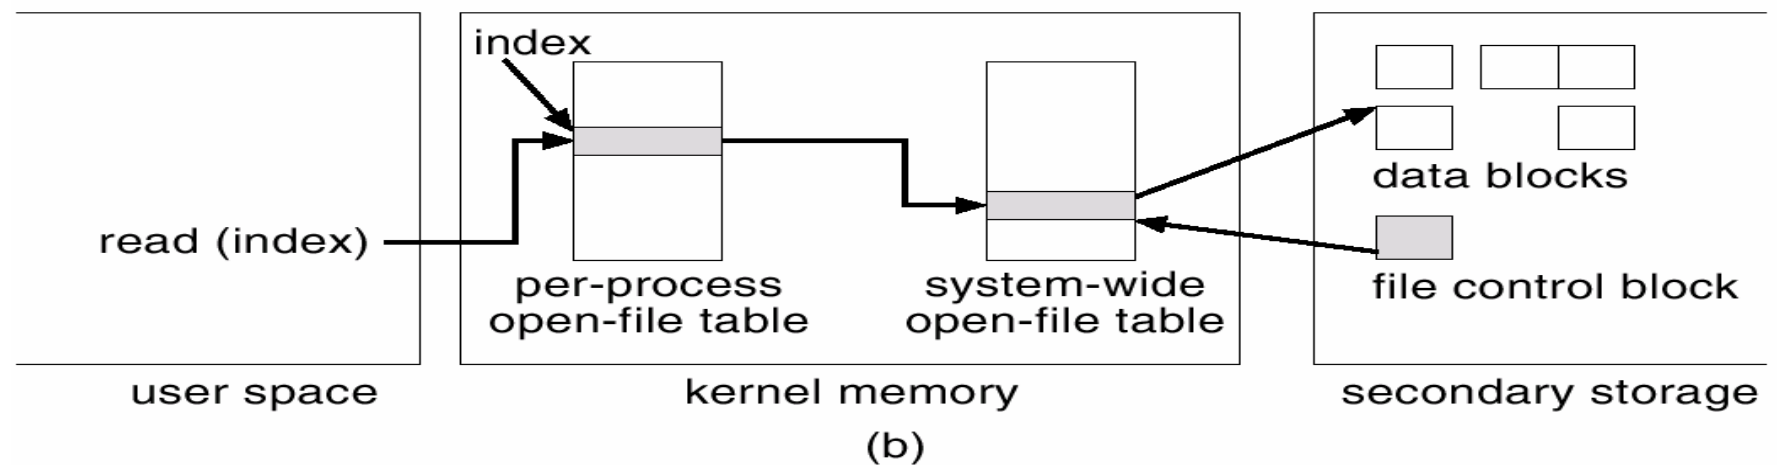 index
read (index)
per-process
open-file table
system-wide
open-file table
data blocks
file control block
user space
kernel memory
secondary storage
(b)